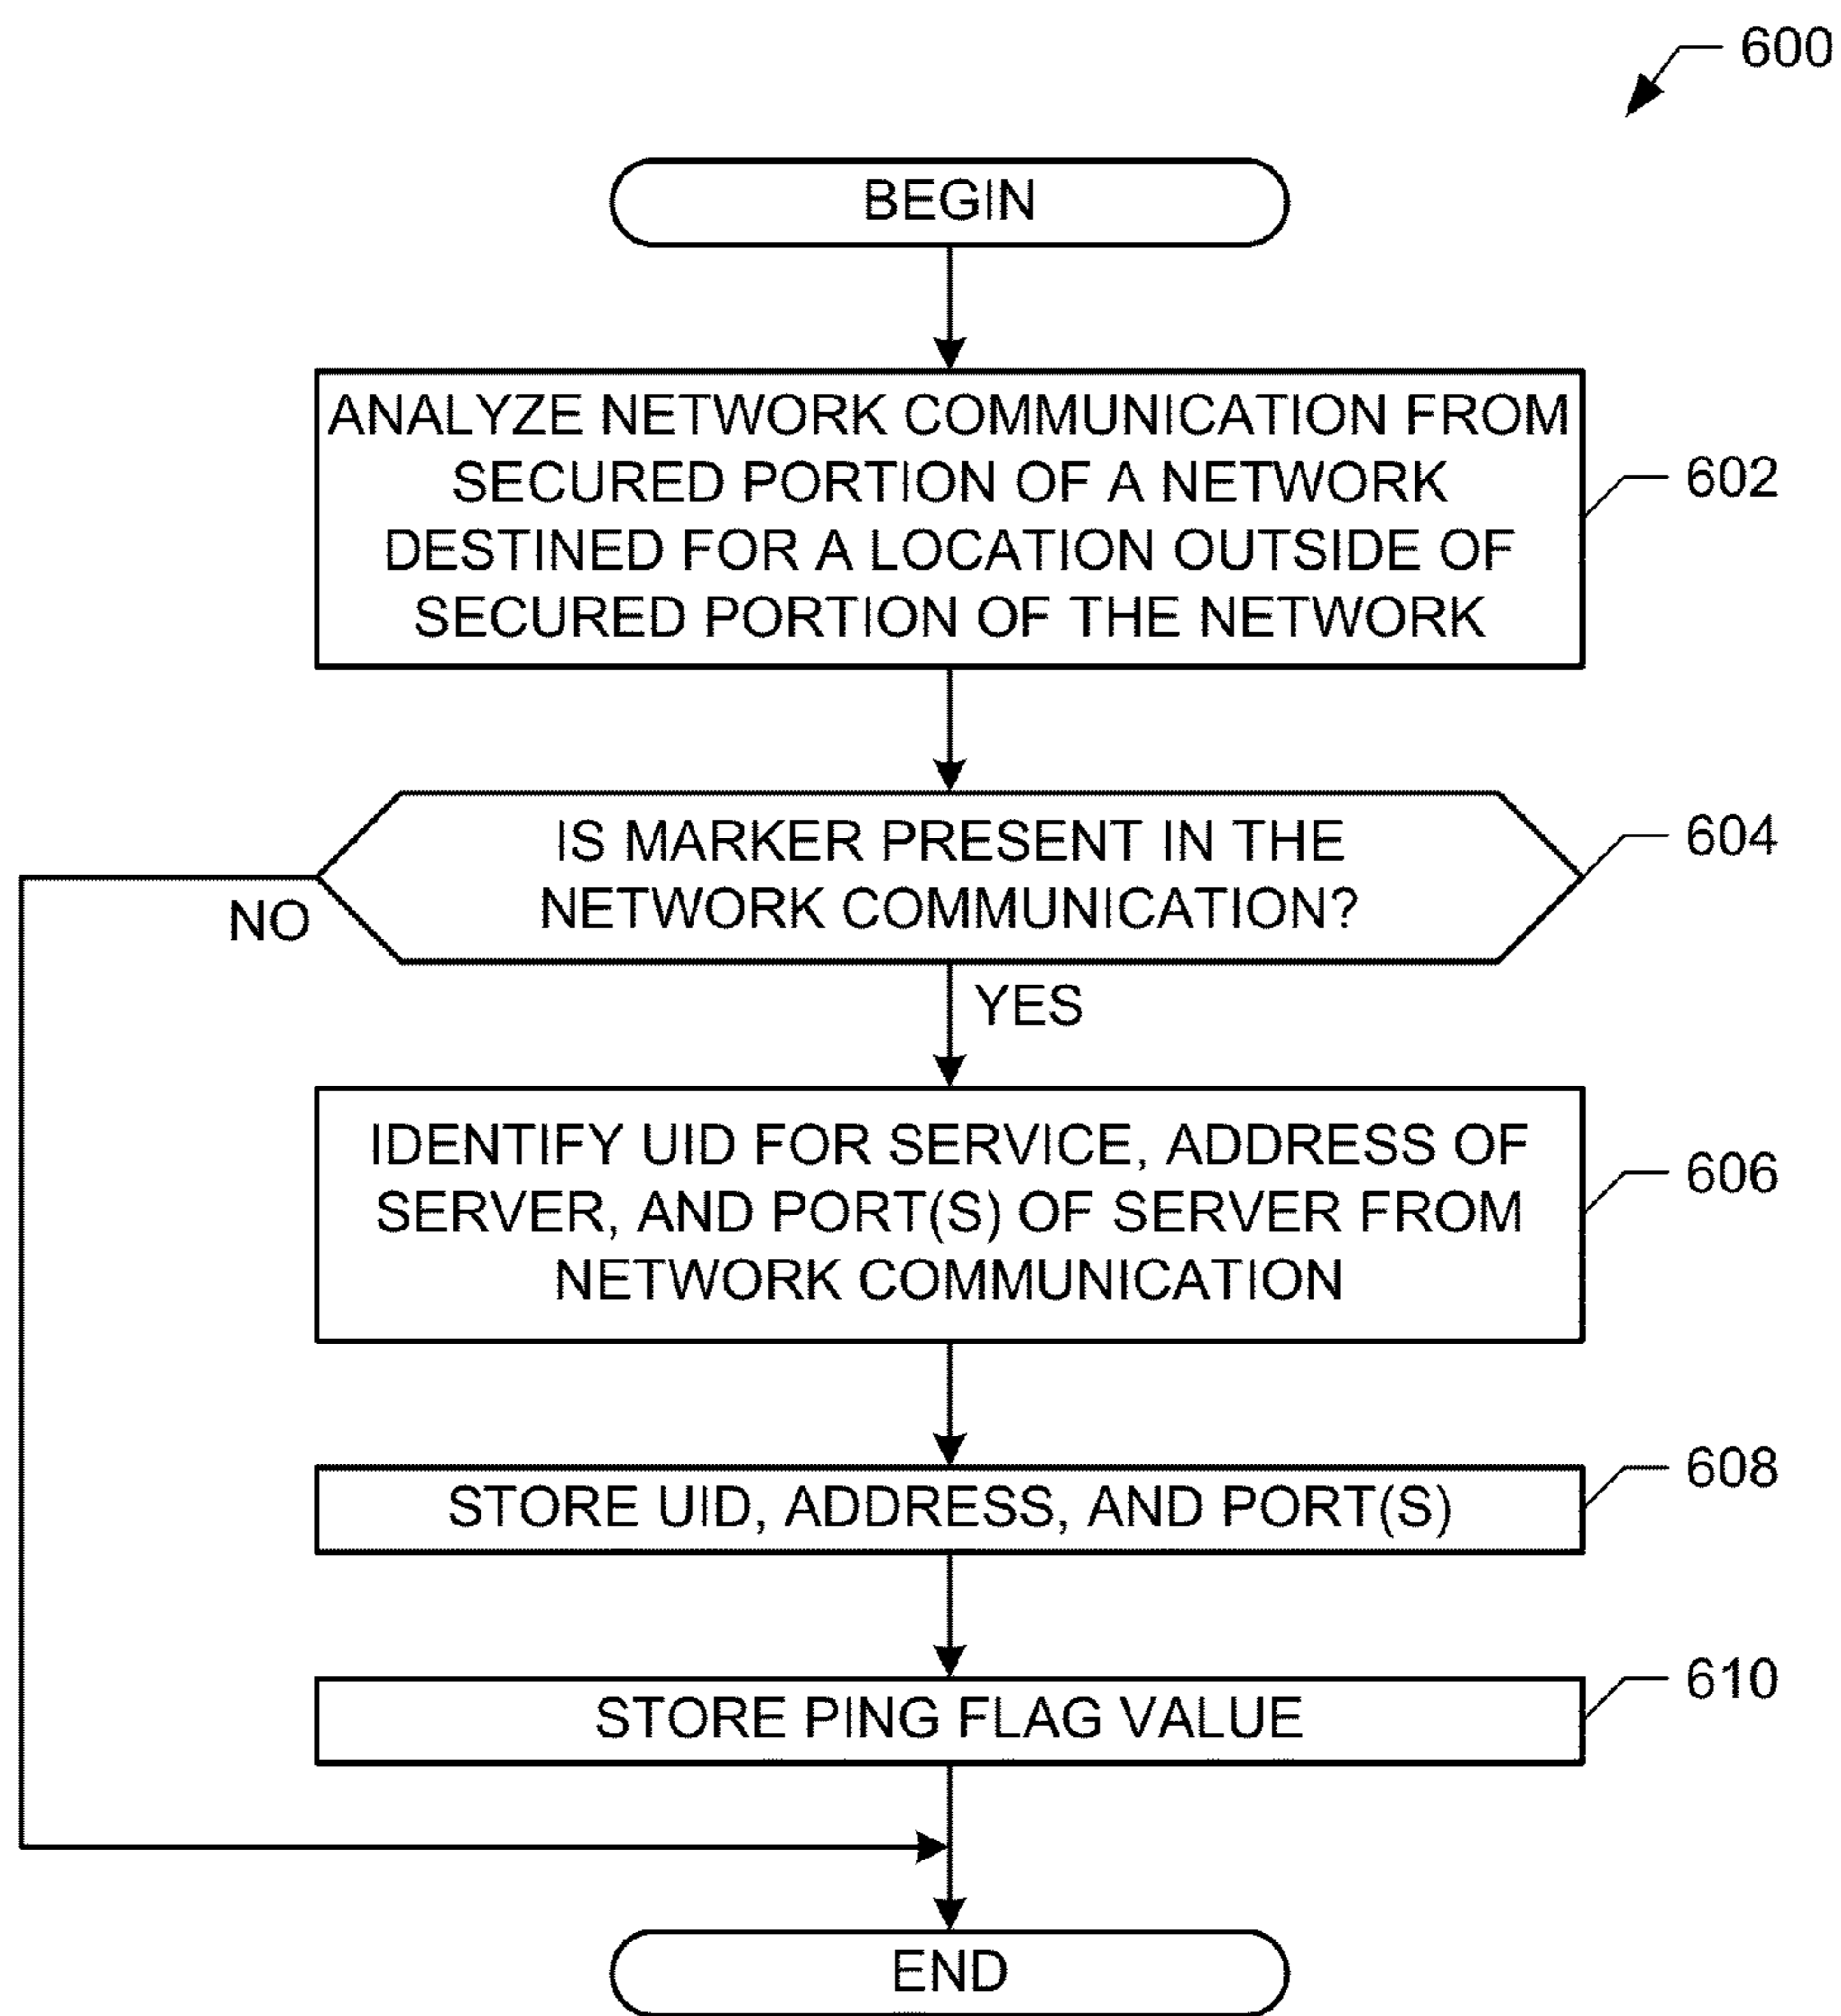 600
BEGIN
ANALYZE NETWORK COMMUNICATION FROM
SECURED PORTION OF A NETWORK
DESTINED FOR A LOCATION OUTSIDE OF
SECURED PORTION OF THE NETWORK
602
IS MARKER PRESENT IN THE
NETWORK COMMUNICATION?
604
NO
YES
IDENTIFY UID FOR SERVICE, ADDRESS OF
SERVER, AND PORT(S) OF SERVER FROM
NETWORK COMMUNICATION
606
STORE UID, ADDRESS, AND PORT(S)
608
STORE PING FLAG VALUE
610
END